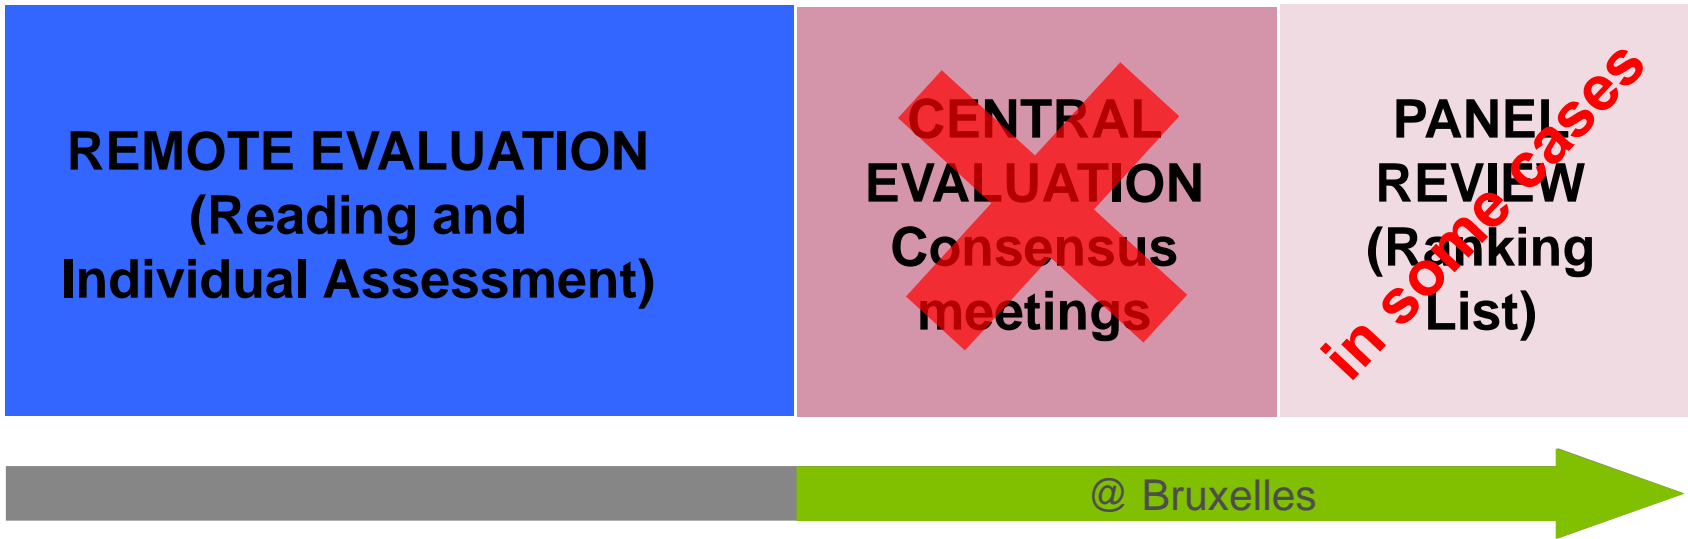 REMOTE EVALUATION
(Reading and
Individual Assessment)
CENTRAL
EVALUATION
Consensus
meetings
PANEL
REVIEW
(Ranking
List)
in some cases
@ Bruxelles